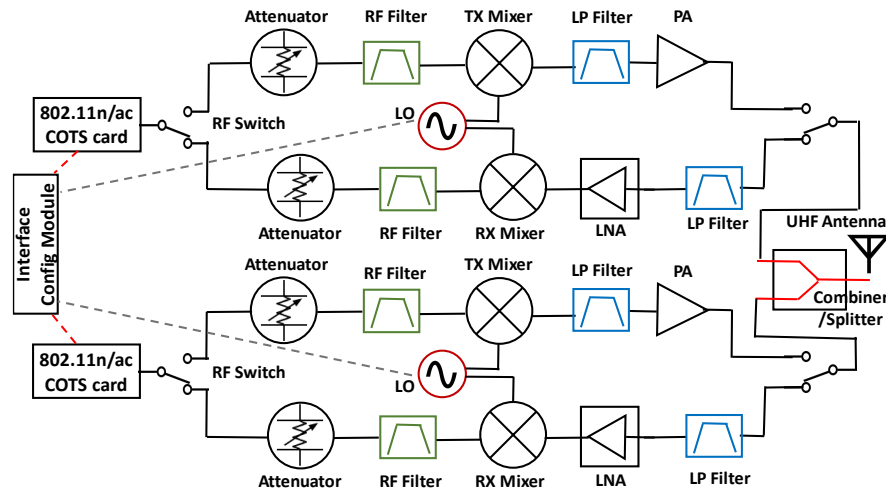 Attenuator
RF Filter
TX Mixer
LP Filter
PA
802.11n/ac
COTS card
RF Switch
LO
Interface
Config Module
Attenuator
RF Filter
RX Mixer
LNA
LP Filter
UHF Antenna
Attenuator
RF Filter
TX Mixer
LP Filter
PA
Combiner
/Splitter
802.11n/ac
COTS card
RF Switch
LO
Attenuator
RF Filter
RX Mixer
LNA
LP Filter